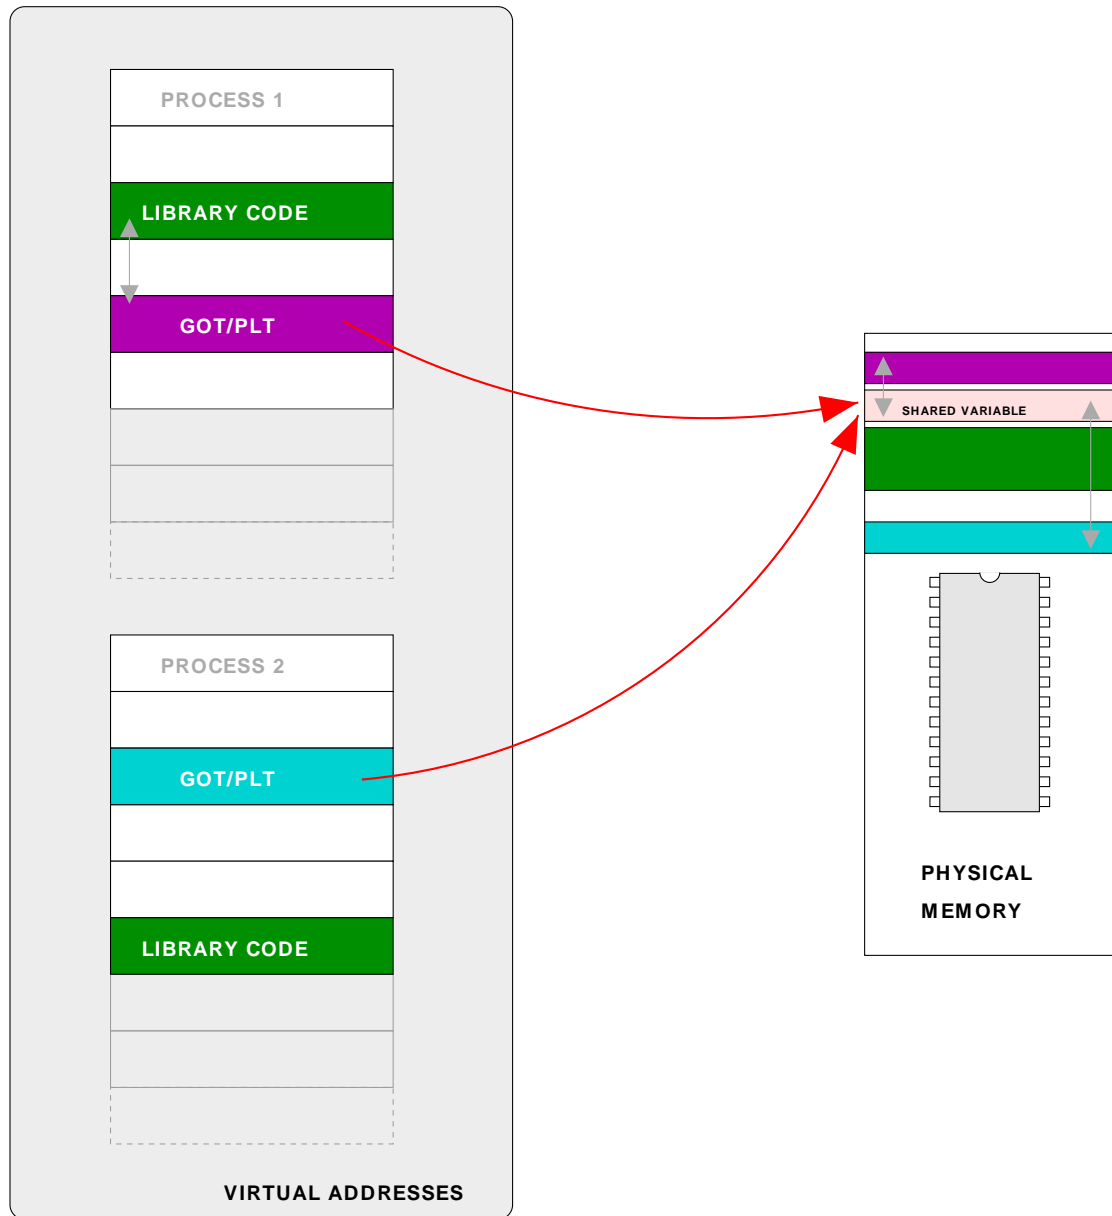 PROCESS 1
LIBRARY CODE
GOT/PLT
SHARED VARIABLE
PROCESS 2
GOT/PLT
PHYSICAL
MEMORY
LIBRARY CODE
VIRTUAL ADDRESSES